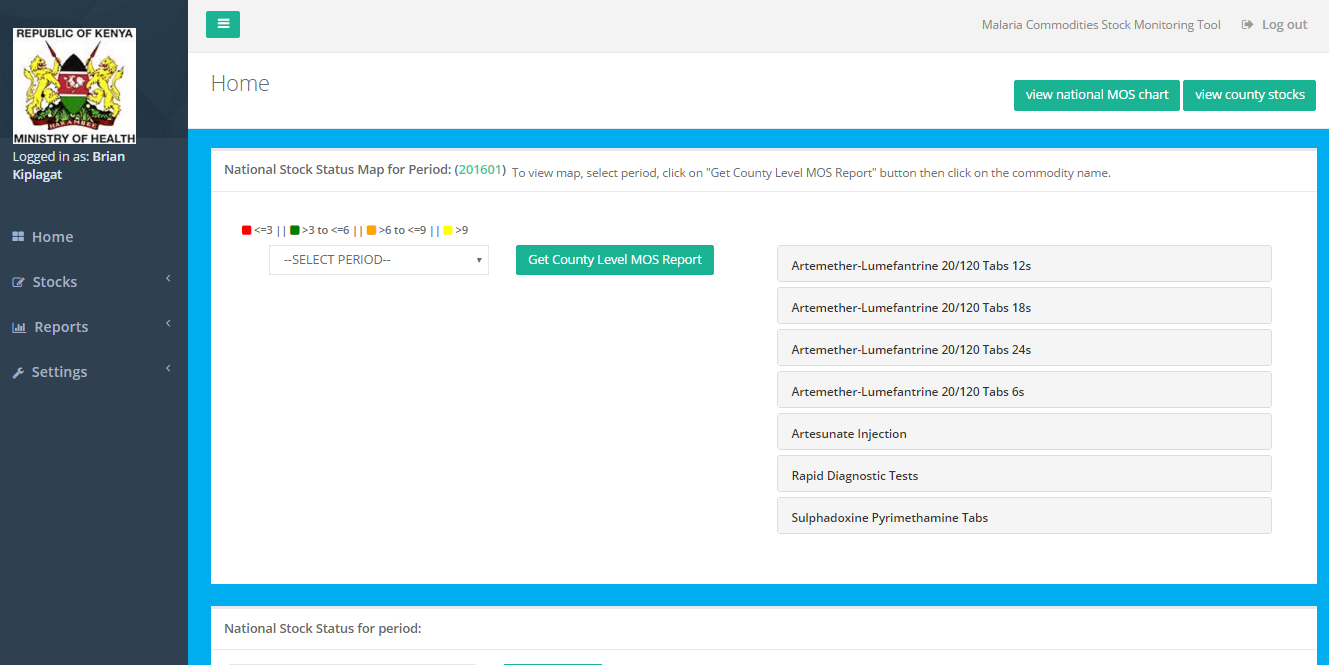 REPUBLIC OF KENYA
HARAMBEE
MINISTRY OF HEALTH
Logged in as: Brian
Kiplagat
Home
Stocks
Reports
Settings
Malaria Commodities Stock Monitoring Tool
Log out
Home
view national MOS chart
view county stocks
National Stock Status Map for Period: (201601) To view map, select period, click on "Get County Level MOS Report" button then click on the commodity name.
<=3 || >3 to <=6 || >6 to <=9 || >9
--SELECT PERIOD--
Get County Level MOS Report
Artemether-Lumefantrine 20/120 Tabs 12s
Artemether-Lumefantrine 20/120 Tabs 18s
Artemether-Lumefantrine 20/120 Tabs 24s
Artemether-Lumefantrine 20/120 Tabs 6s
Artesunate Injection
Rapid Diagnostic Tests
Sulphadoxine Pyrimethamine Tabs
National Stock Status for period: